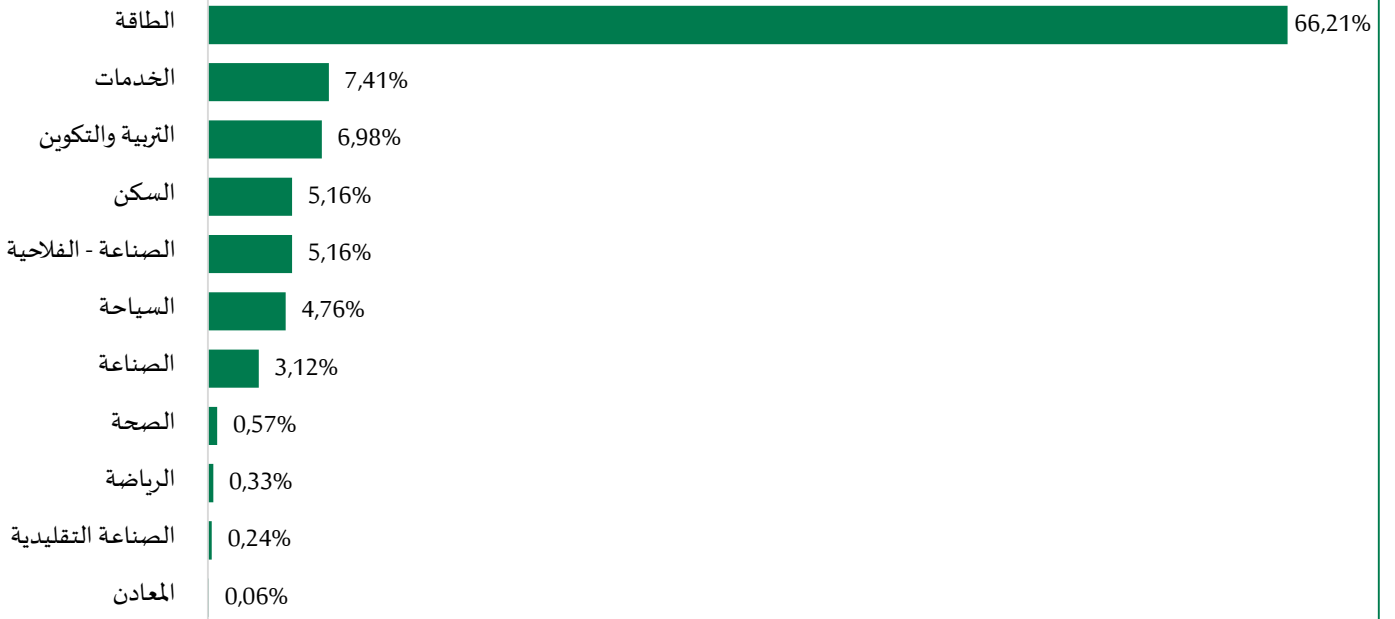 الطاقة 66,21%
الخدمات 7,41%
التربية والتكوين 6,98%
السكن 5,16%
الصناعة - الفلاحية 5,16%
السياحة 4,76%
الصناعة 3,12%
الصحة 0,57%
الرياضة 0,33%
الصناعة التقليدية 0,24%
المعادن 0,06%